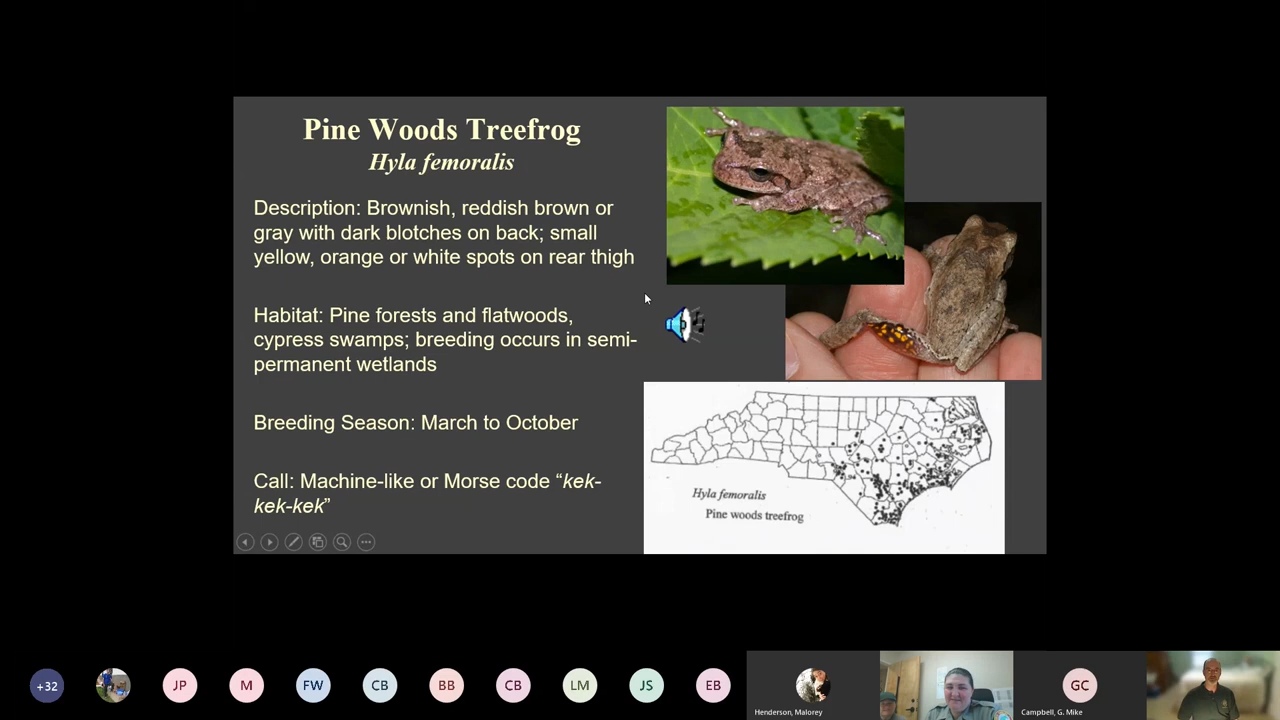 Pine Woods Treefrog
Hyla femoralis
Description: Brownish, reddish brown or
gray with dark blotches on back; small
yellow, orange or white spots on rear thigh
Habitat: Pine forests and flatwoods,
cypress swamps; breeding occurs in semi-
permanent wetlands
Breeding Season: March to October
Call: Machine-like or Morse code “kek-
kek-kek”
Hyla femoralis
Pine woods treefrog
+32
JP
M
FW
CB
BB
CB
LM
JS
EB
Henderson, Malorey
GC
Campbell, G. Mike